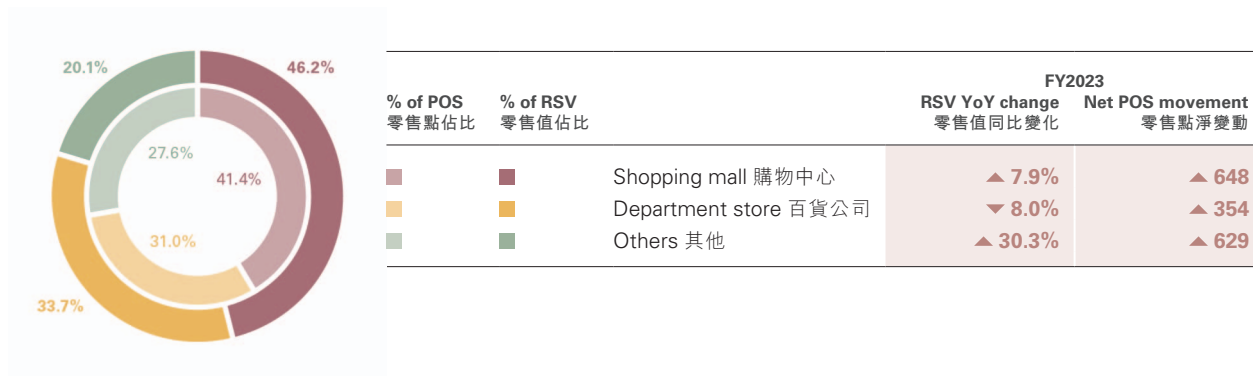 20.1%
46.2%
27.6%
41.4%
31.0%
33.7%
FY2023
% of POS % of RSV RSV YoY change Net POS movement
零售點佔比 零售值佔比 零售值同比變化 零售點淨變動
Shopping mall 購物中心 ▲ 7.9% ▲ 648
Department store 百貨公司 ▼ 8.0% ▲ 354
Others 其他 ▲ 30.3% ▲ 629